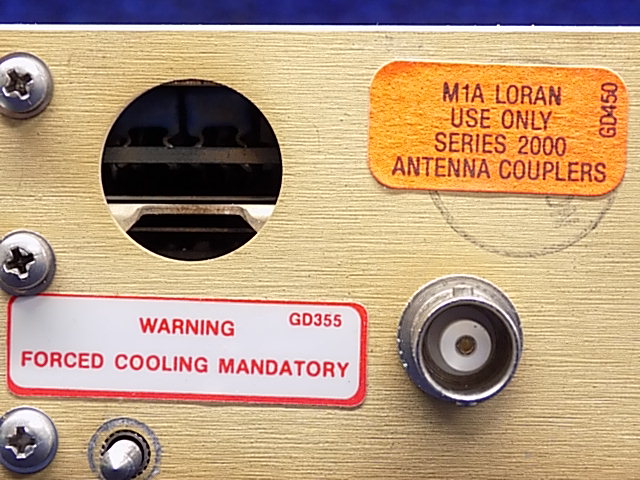 M1A LORAN
USE ONLY
SERIES 2000
ANTENNA COUPLERS
GD450
WARNING
GD355
FORCED COOLING MANDATORY